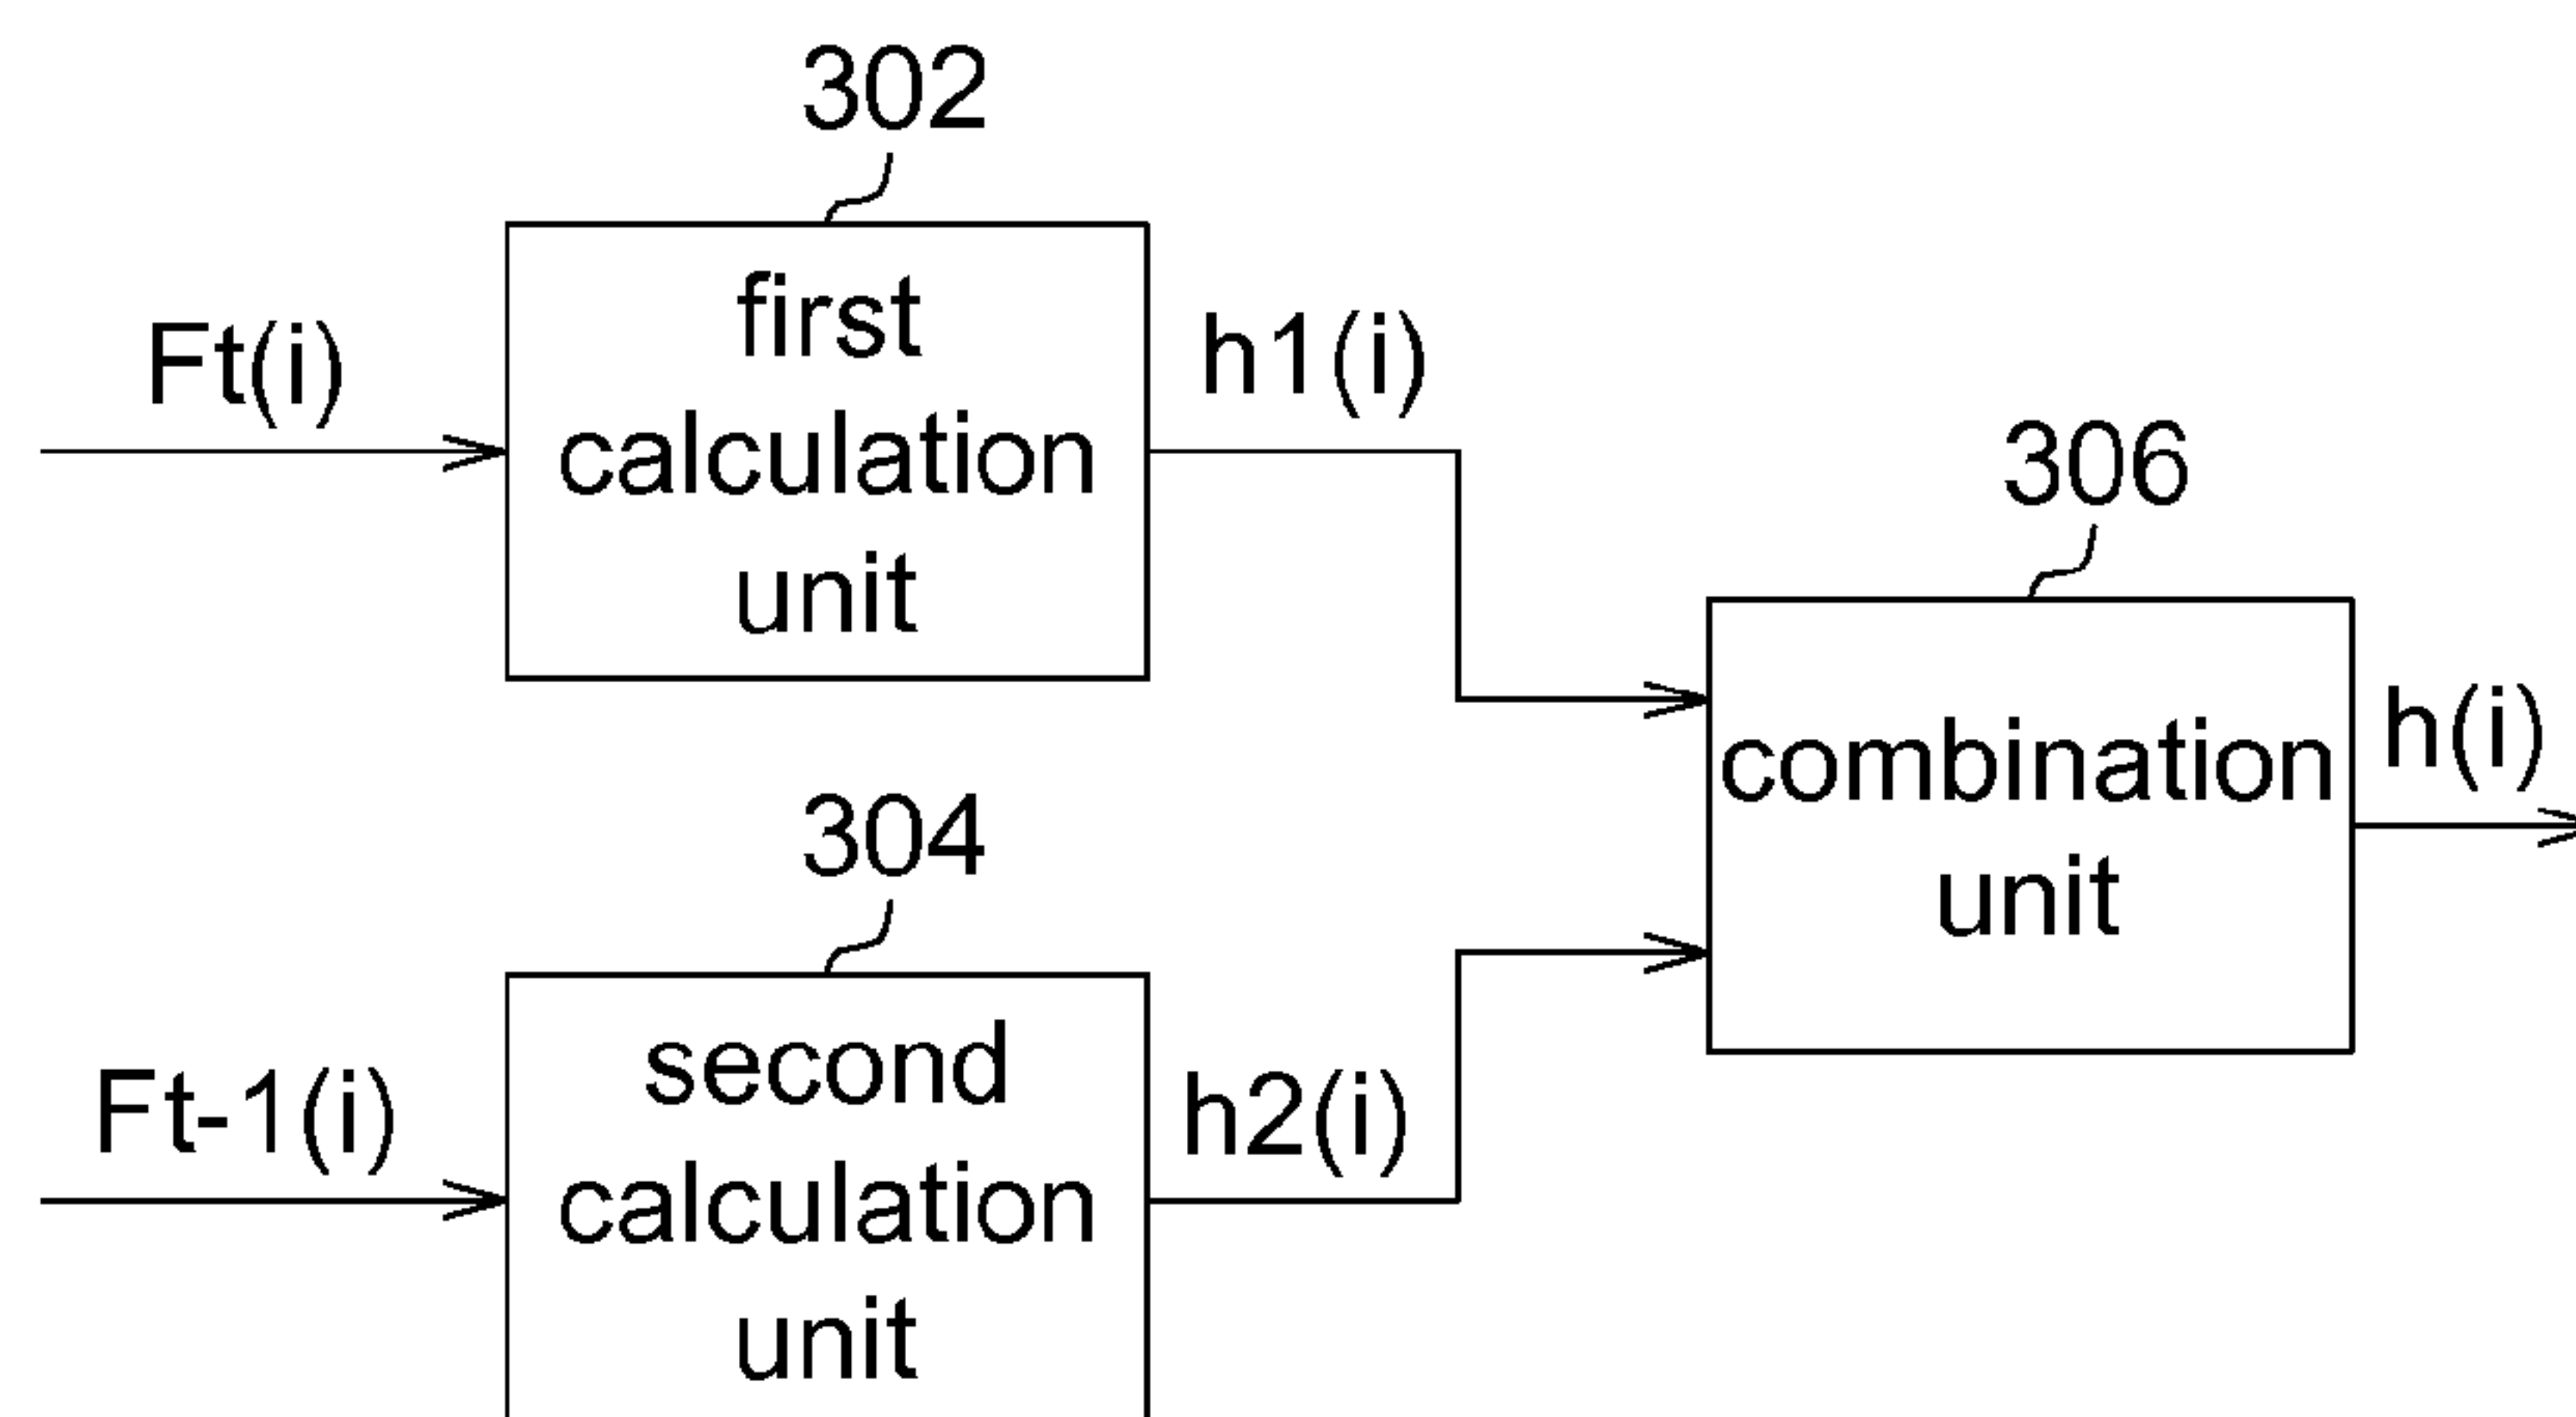 302
first
calculation
unit
Ft(i)
h1(i)
306
combination
unit
h(i)
304
second
calculation
unit
Ft-1(i)
h2(i)